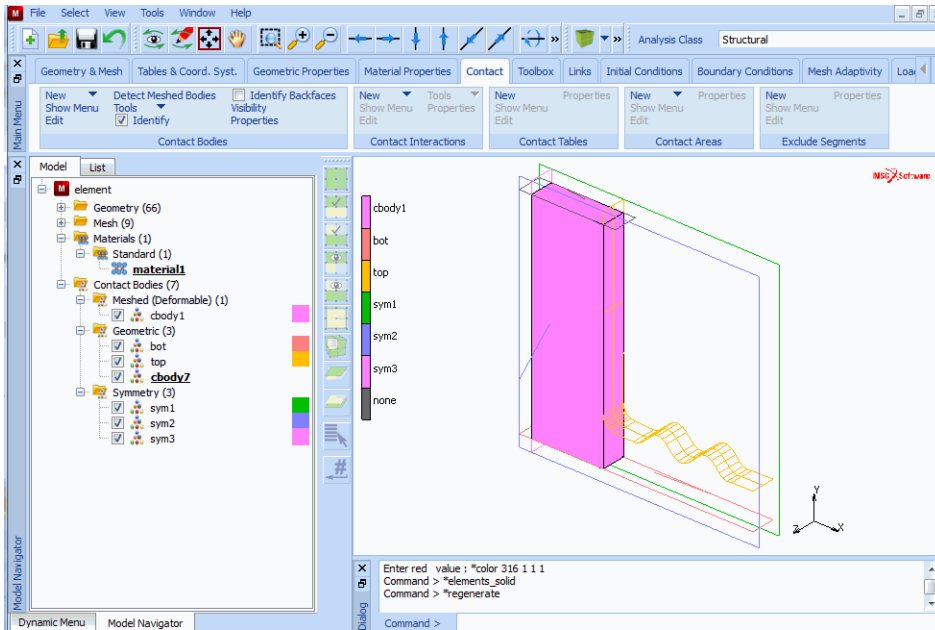 File Select View Tools Window Help
Analysis Class Structural
Geometry & Mesh Tables & Coord. Syst. Geometric Properties Material Properties Contact Toolbox Links Initial Conditions Boundary Conditions Mesh Adaptivity Loa
Main Menu
New Detect Meshed Bodies Identify Backfaces
Show Menu Tools Visibility
Edit Identify Properties
Contact Bodies
New Tools
Show Menu Properties
Edit
Contact Interactions
New Properties
Show Menu
Edit
Contact Tables
New Properties
Show Menu
Edit
Contact Areas
New Properties
Show Menu
Edit
Exclude Segments
Model List
element
Geometry (66)
Mesh (9)
Materials (1)
Standard (1)
material1
Contact Bodies (7)
Meshed (Deformable) (1)
cbody1
Geometric (3)
bot
top
cbody7
Symmetry (3)
sym1
sym2
sym3
Model Navigator
Dynamic Menu Model Navigator
cbody1
bot
top
sym1
sym2
sym3
none
MSC Software
Y
Z X
Enter red value : *color 316 1 1 1
Command > *elements_solid
Command > *regenerate
Dialog
Command >